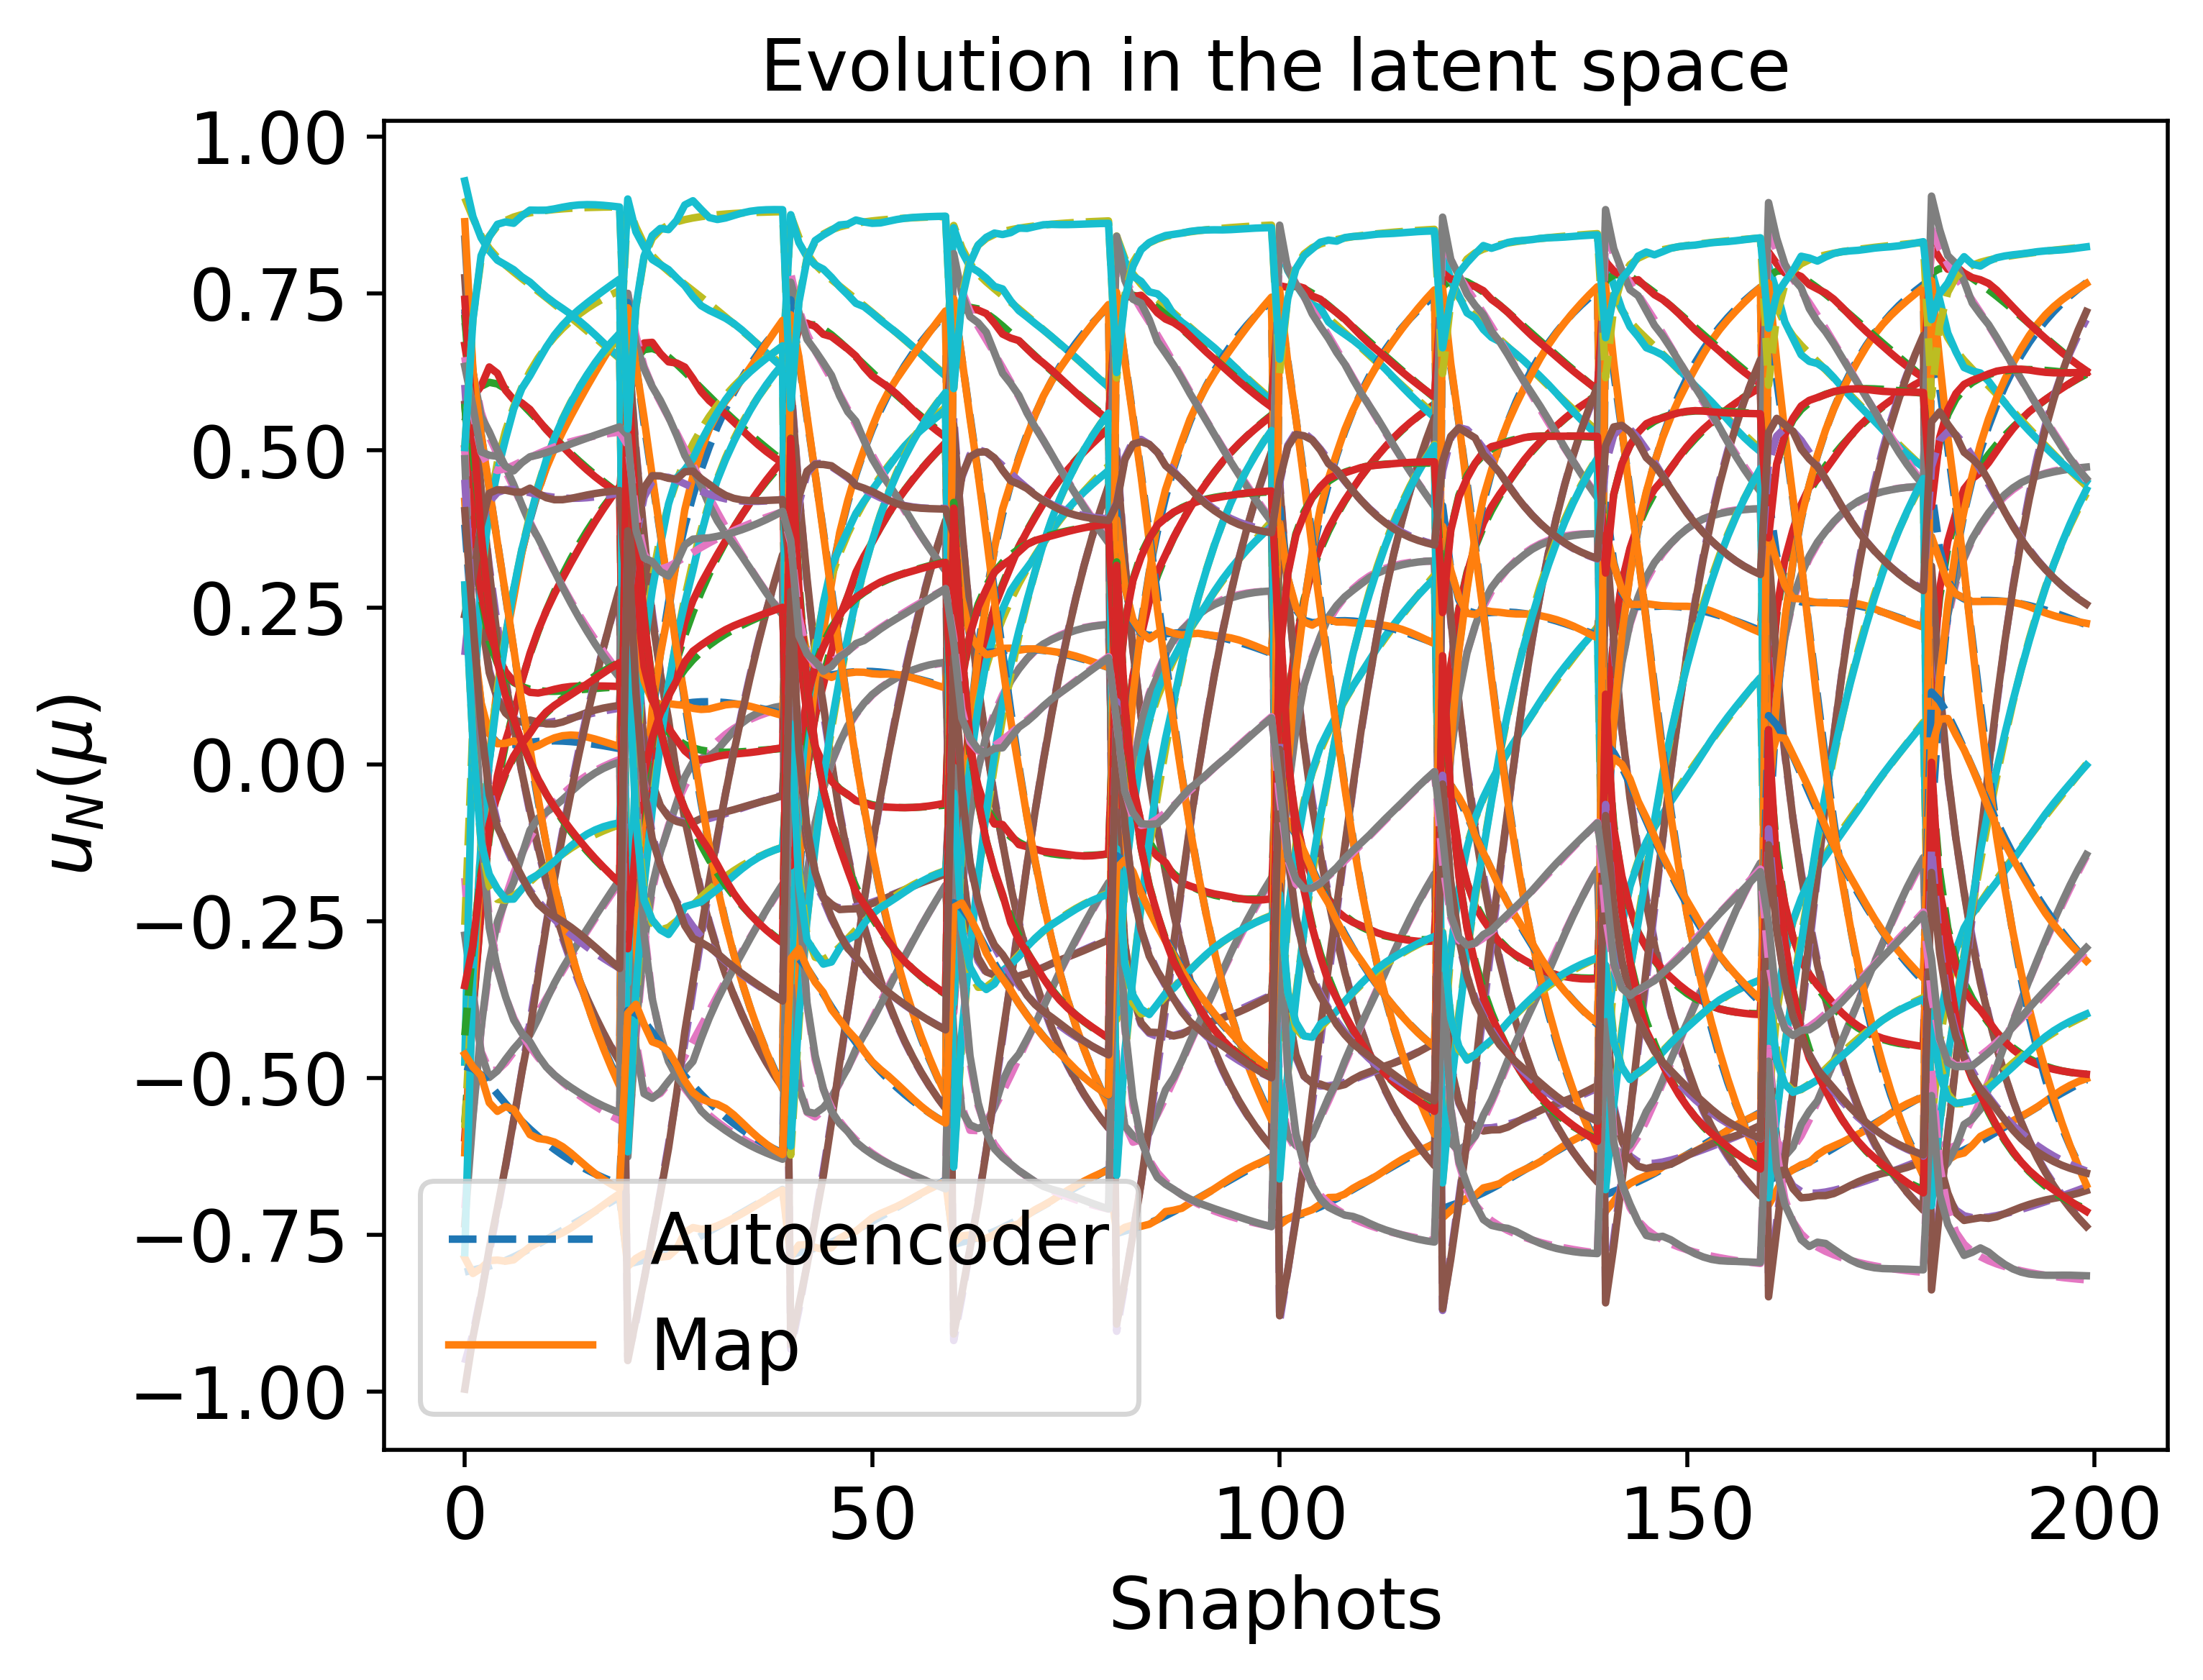 Evolution in the latent space
1.00
0.75
0.50
0.25
0.00
−0.25
−0.50
−0.75
−1.00
u_N(μ)
Autoencoder
Map
0 50 100 150 200
Snaphots